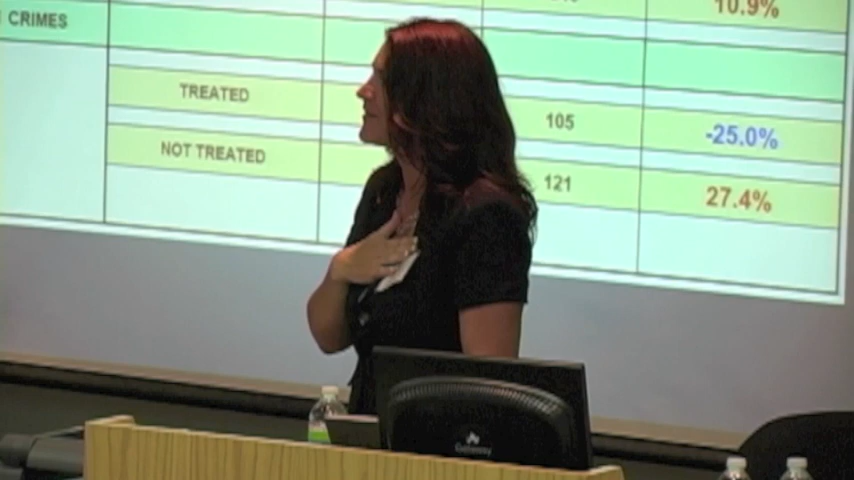 10.9%
CRIMES
TREATED 105 -25.0%
NOT TREATED 121 27.4%
Gateway